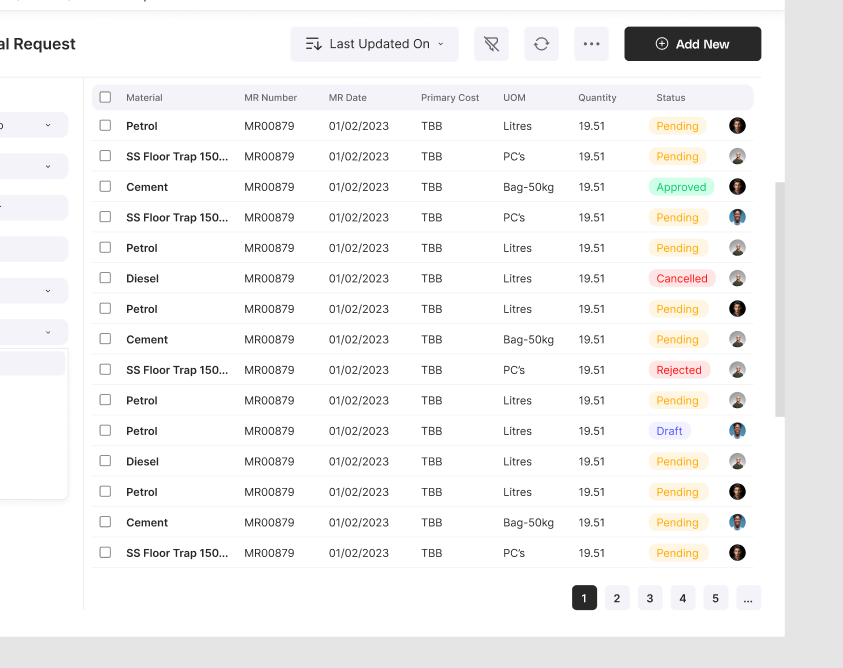 al Request
Last Updated On
Add New
Material MR Number MR Date Primary Cost UOM Quantity Status
Petrol MR00879 01/02/2023 TBB Litres 19.51 Pending
SS Floor Trap 150... MR00879 01/02/2023 TBB PC's 19.51 Pending
Cement MR00879 01/02/2023 TBB Bag-50kg 19.51 Approved
SS Floor Trap 150... MR00879 01/02/2023 TBB PC's 19.51 Pending
Petrol MR00879 01/02/2023 TBB Litres 19.51 Pending
Diesel MR00879 01/02/2023 TBB Litres 19.51 Cancelled
Petrol MR00879 01/02/2023 TBB Litres 19.51 Pending
Cement MR00879 01/02/2023 TBB Bag-50kg 19.51 Pending
SS Floor Trap 150... MR00879 01/02/2023 TBB PC's 19.51 Rejected
Petrol MR00879 01/02/2023 TBB Litres 19.51 Pending
Petrol MR00879 01/02/2023 TBB Litres 19.51 Draft
Diesel MR00879 01/02/2023 TBB Litres 19.51 Pending
Petrol MR00879 01/02/2023 TBB Litres 19.51 Pending
Cement MR00879 01/02/2023 TBB Bag-50kg 19.51 Pending
SS Floor Trap 150... MR00879 01/02/2023 TBB PC's 19.51 Pending
1 2 3 4 5 ...